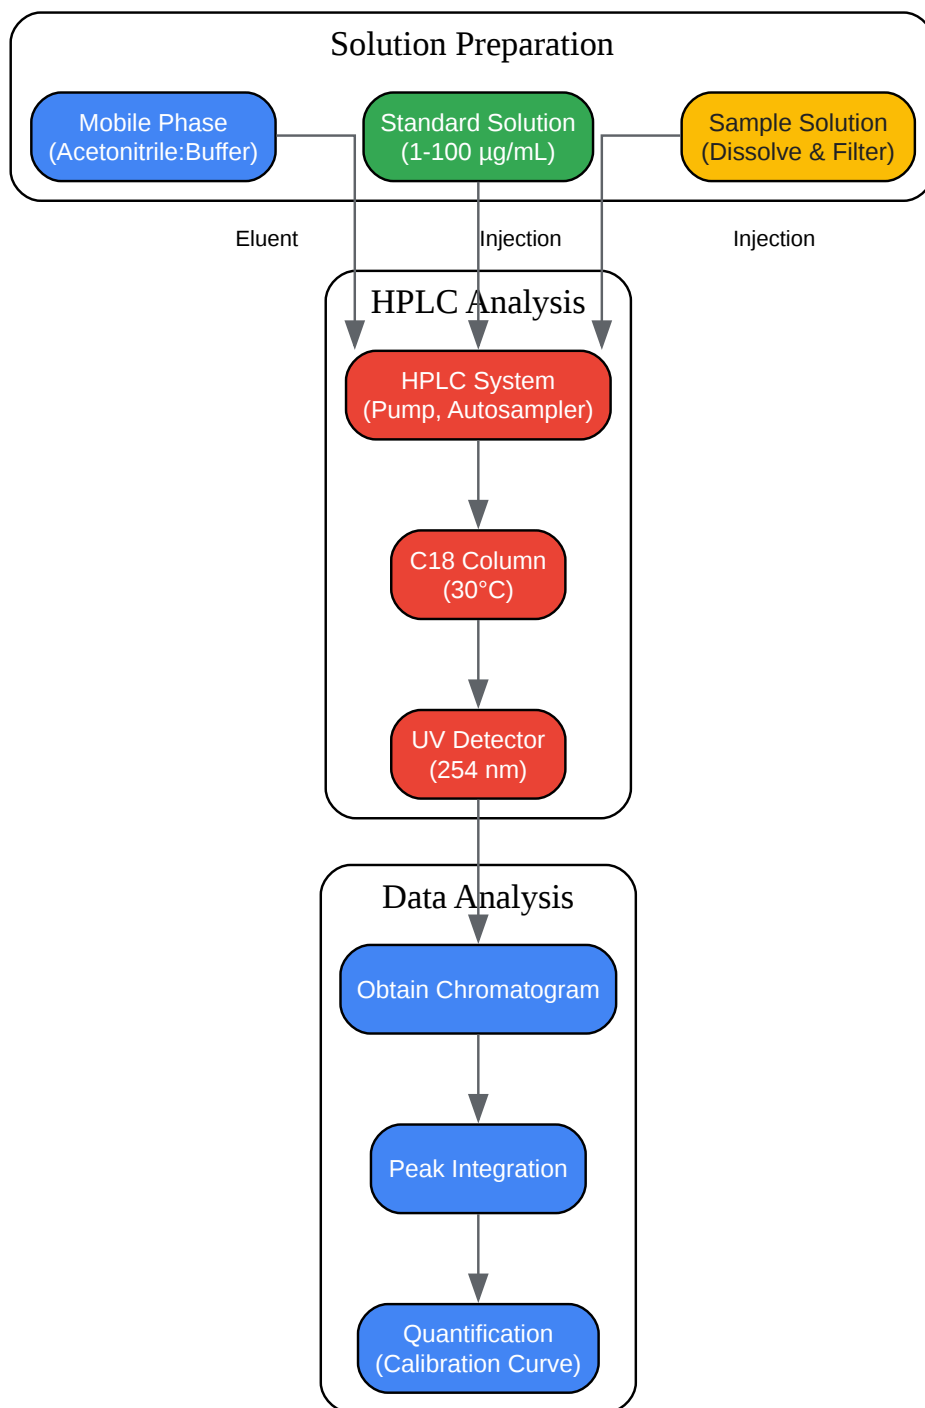 Solution Preparation
Mobile Phase
(Acetonitrile:Buffer)
Standard Solution
(1-100 µg/mL)
Sample Solution
(Dissolve & Filter)
Eluent
Injection
Injection
HPLC Analysis
HPLC System
(Pump, Autosampler)
C18 Column
(30°C)
UV Detector
(254 nm)
Data Analysis
Obtain Chromatogram
Peak Integration
Quantification
(Calibration Curve)